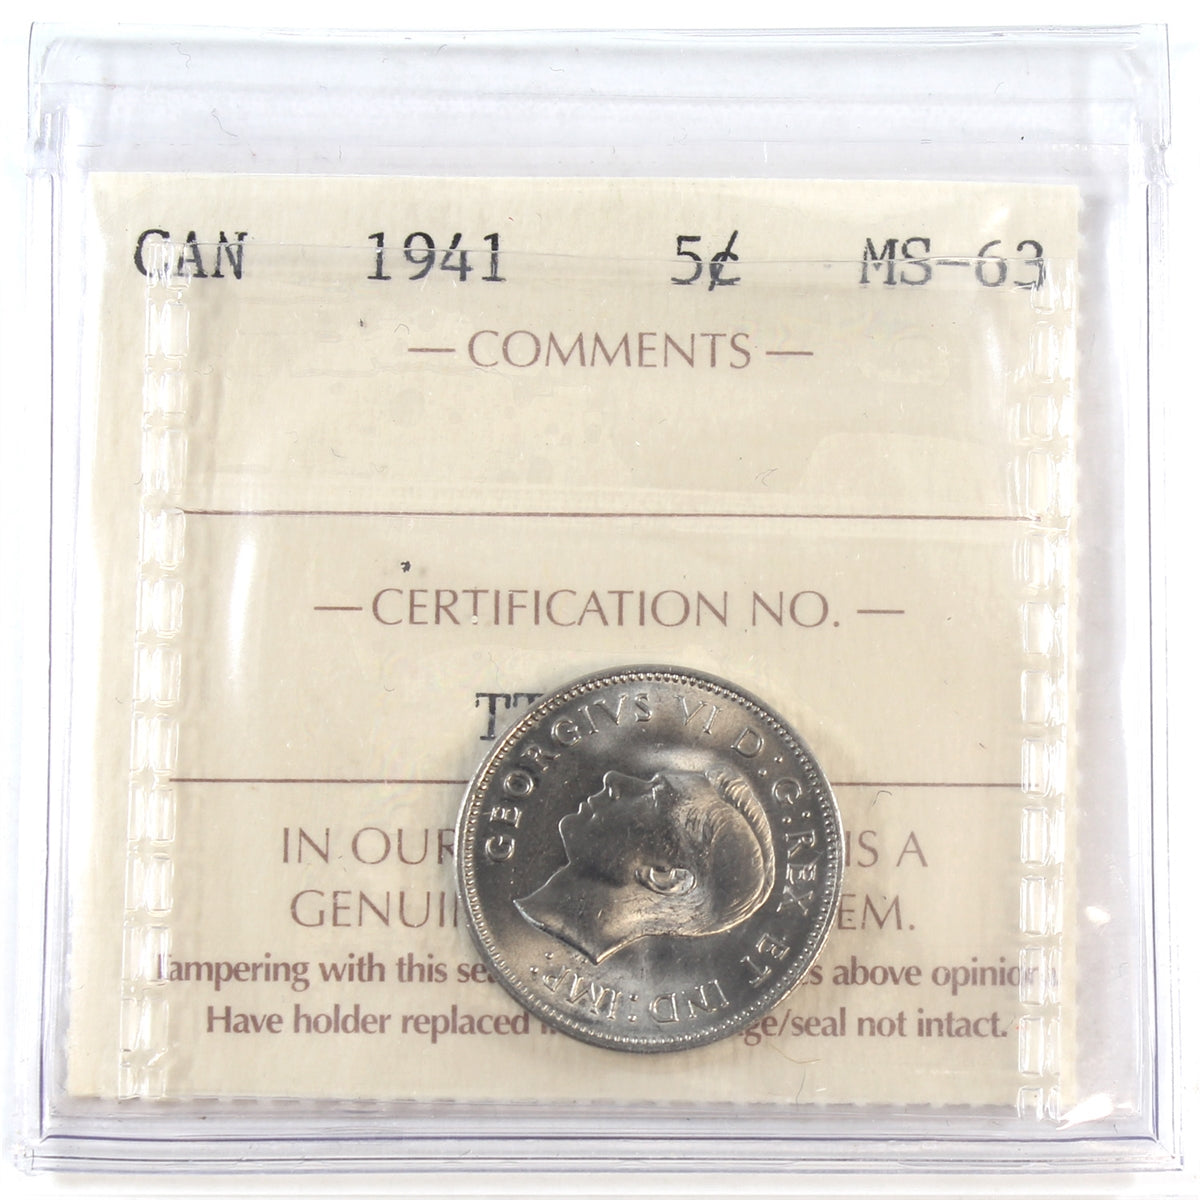 CAN 1941 5¢ MS-63
— COMMENTS —
— CERTIFICATION NO. —
GEORGIVS VI D:G:REX ET IND:IMP:
IN OUR IS A
GENUI EM.
Tampering with this se s above opinion.
Have holder replaced ge/seal not intact.